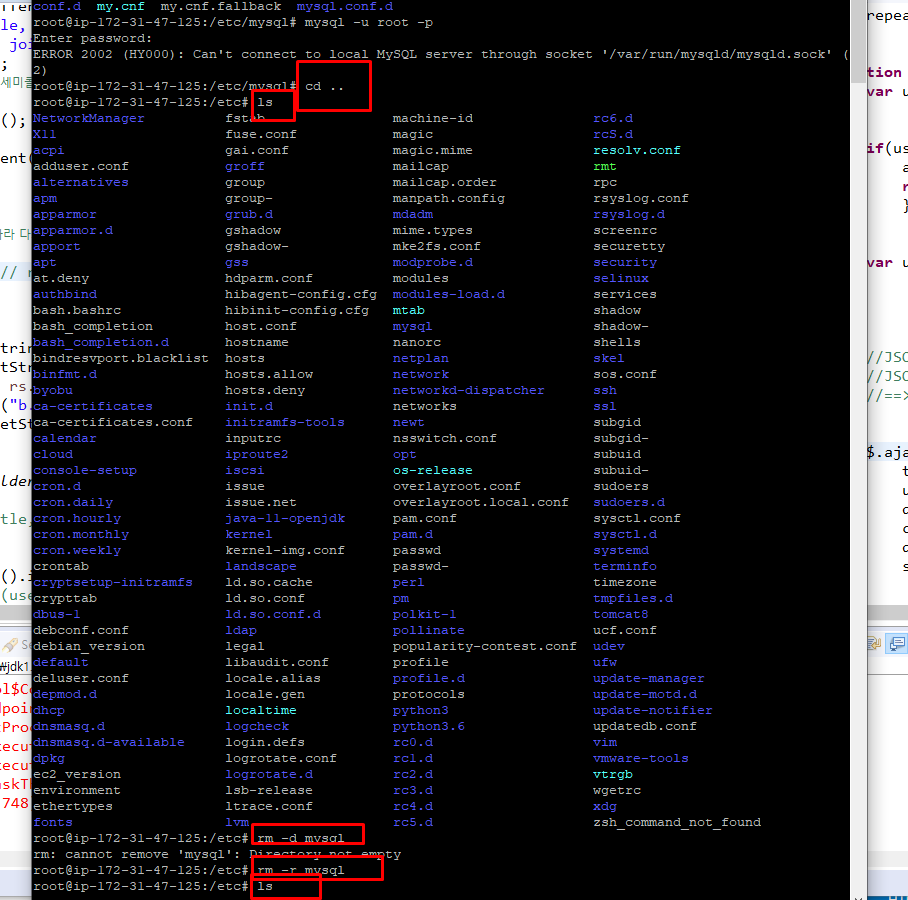 conf.d  my.cnf  my.cnf.fallback  mysql.conf.d
root@ip-172-31-47-125:/etc/mysql# mysql -u root -p
Enter password:
ERROR 2002 (HY000): Can't connect to local MySQL server through socket '/var/run/mysqld/mysqld.sock' (
2)
root@ip-172-31-47-125:/etc/mysql# cd ..
root@ip-172-31-47-125:/etc# ls
NetworkManager fstab machine-id rc6.d
X11 fuse.conf magic rcS.d
acpi gai.conf magic.mime resolv.conf
adduser.conf groff mailcap rmt
alternatives group mailcap.order rpc
apm group- manpath.config rsyslog.conf
apparmor grub.d mdadm rsyslog.d
apparmor.d gshadow mime.types screenrc
apport gshadow- mke2fs.conf securetty
apt gss modprobe.d security
at.deny hdparm.conf modules selinux
authbind hibagent-config.cfg modules-load.d services
bash.bashrc hibinit-config.cfg mtab shadow
bash_completion host.conf mysql shadow-
bash_completion.d hostname nanorc shells
bindresvport.blacklist hosts netplan skel
binfmt.d hosts.allow network sos.conf
byobu hosts.deny networkd-dispatcher ssh
ca-certificates init.d networks ssl
ca-certificates.conf initramfs-tools newt subgid
calendar inputrc nsswitch.conf subgid-
cloud iproute2 opt subuid
console-setup iscsi os-release subuid-
cron.d issue overlayroot.conf sudoers
cron.daily issue.net overlayroot.local.conf sudoers.d
cron.hourly java-11-openjdk pam.conf sysctl.conf
cron.monthly kernel pam.d sysctl.d
cron.weekly kernel-img.conf passwd systemd
crontab landscape passwd- terminfo
cryptsetup-initramfs ld.so.cache perl timezone
crypttab ld.so.conf pm tmpfiles.d
dbus-1 ld.so.conf.d polkit-1 tomcat8
debconf.conf ldap pollinate ucf.conf
debian_version legal popularity-contest.conf udev
default libaudit.conf profile ufw
deluser.conf locale.alias profile.d update-manager
depmod.d locale.gen protocols update-motd.d
dhcp localtime python3 update-notifier
dnsmasq.d logcheck python3.6 updatedb.conf
dnsmasq.d-available login.defs rc0.d vim
dpkg logrotate.conf rc1.d vmware-tools
ec2_version logrotate.d rc2.d vtrgb
environment lsb-release rc3.d wgetrc
ethertypes ltrace.conf rc4.d xdg
fonts lvm rc5.d zsh_command_not_found
root@ip-172-31-47-125:/etc# rm -d mysql
rm: cannot remove 'mysql': Directory not empty
root@ip-172-31-47-125:/etc# rm -r mysql
root@ip-172-31-47-125:/etc# ls
var u
if(us
var u
//JSO
//JSO
//==>
$.aja